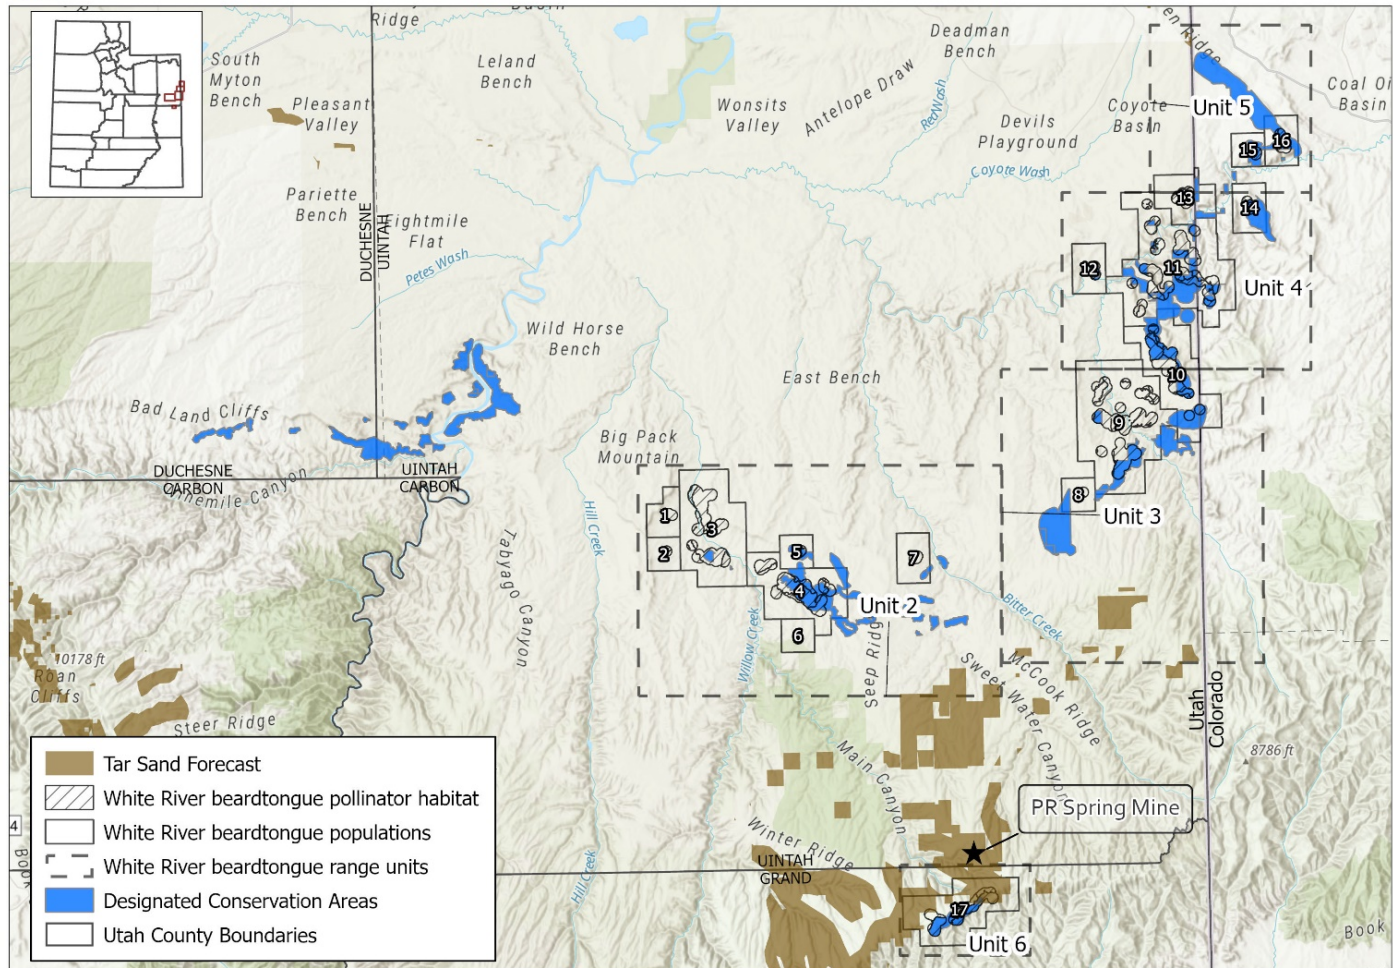 Ridge
Basin
en Ridge
South
Myton
Bench
Leland
Bench
Deadman
Bench
Coal Oi
Basin
Pleasant
Valley
Wonsits
Valley
Antelope Draw
Red Wash
Coyote
Basin
Unit 5
Devils
Playground
16
15
Coyote Wash
Pariette
Bench
DUCHESNE
UINTAH
Eightmile
Flat
13
14
Petes Wash
12
11
Unit 4
Wild Horse
Bench
East Bench
10
Bad Land Cliffs
9
Big Pack
Mountain
DUCHESNE
CARBON
UINTAH
CARBON
Ninemile Canyon
8
Unit 3
1
3
2
5
7
4
Unit 2
6
Hill Creek
Tabyago Canyon
Willow Creek
Bitter Creek
Seep Ridge
Sweet Water Canyon
McCook Ridge
10178 ft
Roan
Cliffs
Steer Ridge
Utah
Colorado
8786 ft
Main Canyon
PR Spring Mine
Winter Ridge
UINTAH
GRAND
Hill Creek
17
Unit 6
Book
4
Book
Tar Sand Forecast
White River beardtongue pollinator habitat
White River beardtongue populations
White River beardtongue range units
Designated Conservation Areas
Utah County Boundaries